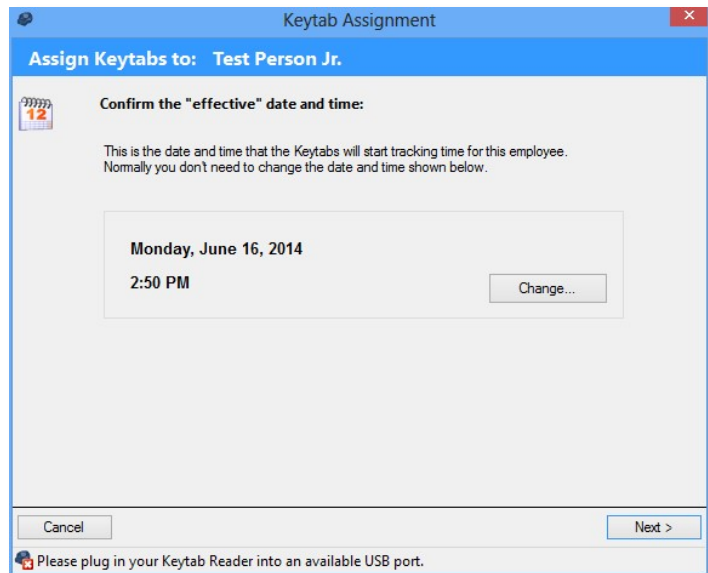 Keytab Assignment
Assign Keytabs to: Test Person Jr.
12
Confirm the "effective" date and time:
This is the date and time that the Keytabs will start tracking time for this employee.
Normally you don't need to change the date and time shown below.
Monday, June 16, 2014
2:50 PM
Change...
Cancel
Next >
Please plug in your Keytab Reader into an available USB port.